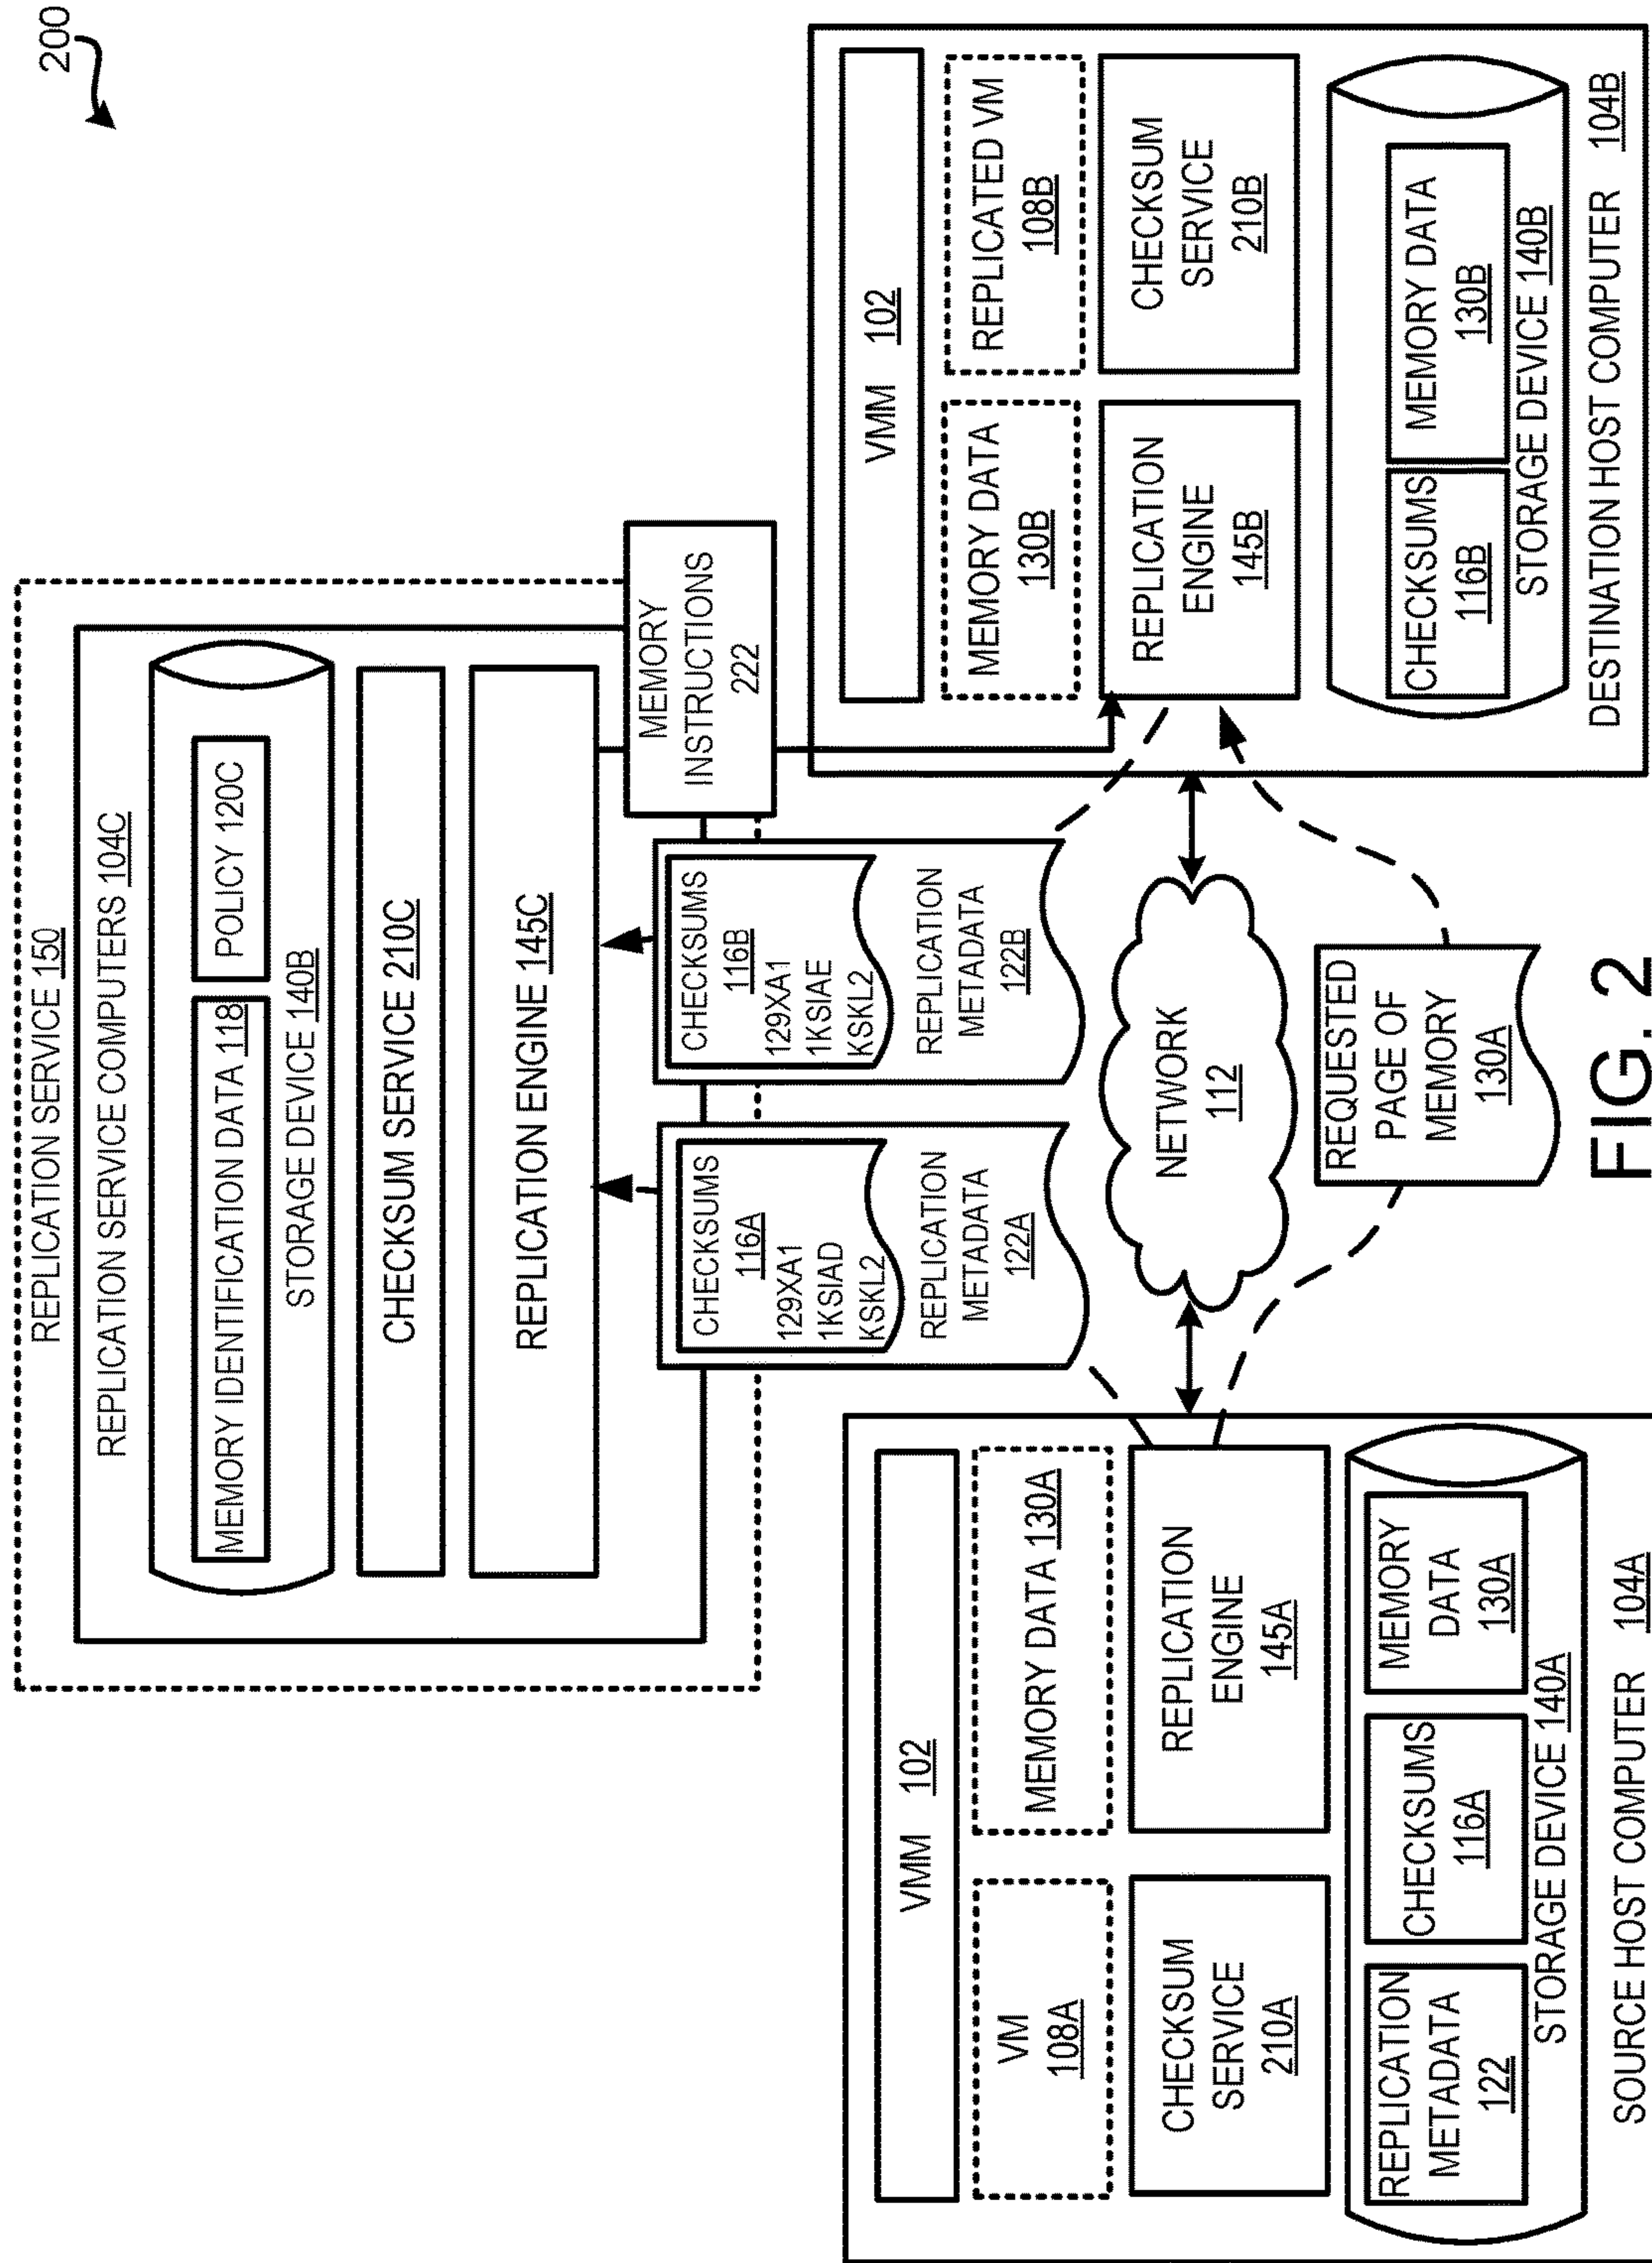 200
REPLICATION SERVICE 150
REPLICATION SERVICE COMPUTERS 104C
MEMORY IDENTIFICATION DATA 118
POLICY 120C
STORAGE DEVICE 140B
CHECKSUM SERVICE 210C
REPLICATION ENGINE 145C
MEMORY
INSTRUCTIONS
222
CHECKSUMS
116A
129XA1
1KSIAD
KSKL2
REPLICATION
METADATA
122A
CHECKSUMS
116B
129XA1
1KSIAE
KSKL2
REPLICATION
METADATA
122B
VMM 102
VM
108A
MEMORY DATA 130A
CHECKSUM
SERVICE
210A
REPLICATION
ENGINE
145A
REPLICATION
METADATA
122
CHECKSUMS
116A
MEMORY
DATA
130A
STORAGE DEVICE 140A
SOURCE HOST COMPUTER 104A
NETWORK
112
REQUESTED
PAGE OF
MEMORY
130A
VMM 102
MEMORY DATA
130B
REPLICATED VM
108B
REPLICATION
ENGINE
145B
CHECKSUM
SERVICE
210B
CHECKSUMS
116B
MEMORY DATA
130B
STORAGE DEVICE 140B
DESTINATION HOST COMPUTER 104B
FIG. 2